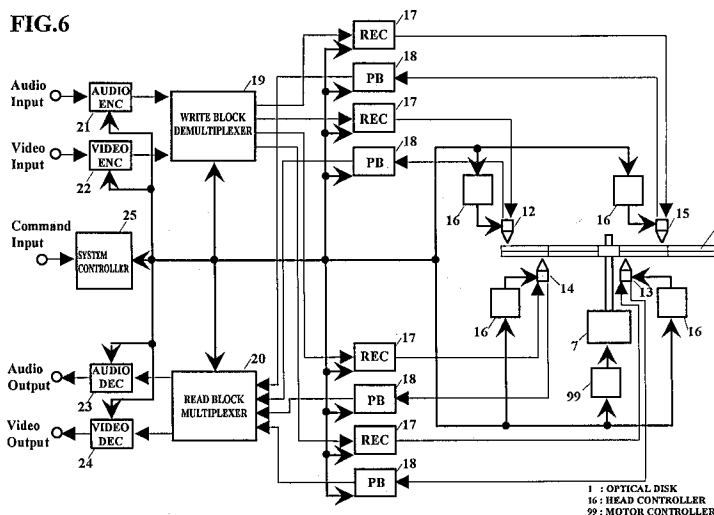 FIG.6
Audio
Input
AUDIO
ENC
21
Video
Input
VIDEO
ENC
22
Command
Input
25
SYSTEM
CONTROLLER
19
WRITE BLOCK
DEMULTIPLEXER
17
REC
18
PB
17
REC
18
PB
16
12
16
15
14
13
16
16
7
99
Audio
Output
AUDIO
DEC
23
Video
Output
VIDEO
DEC
24
20
READ BLOCK
MULTIPLEXER
17
REC
18
PB
17
REC
18
PB
1 : OPTICAL DISK
16 : HEAD CONTROLLER
99 : MOTOR CONTROLLER